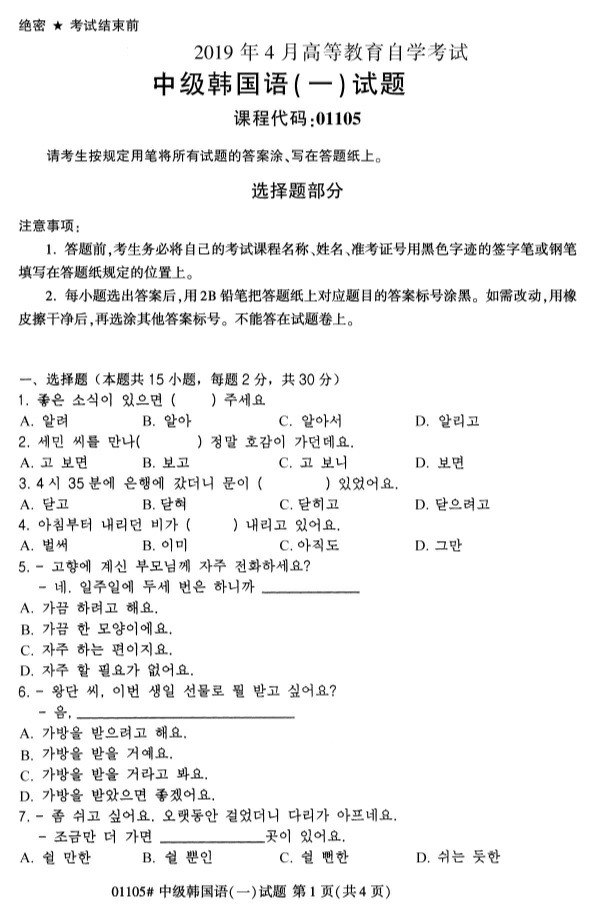 绝密 ★ 考试结束前
2019 年 4 月高等教育自学考试
中级韩国语(一)试题
课程代码:01105
请考生按规定用笔将所有试题的答案涂、写在答题纸上。
选择题部分
注意事项:
1. 答题前,考生务必将自己的考试课程名称、姓名、准考证号用黑色字迹的签字笔或钢笔
填写在答题纸规定的位置上。
2. 每小题选出答案后,用 2B 铅笔把答题纸上对应题目的答案标号涂黑。如需改动,用橡
皮擦干净后,再选涂其他答案标号。不能答在试题卷上。
一、选择题（本题共 15 小题，每题 2 分，共 30 分）
1. 좋은 소식이 있으면 (      ) 주세요
A. 알려 B. 알아 C. 알아서 D. 알리고
2. 세민 씨를 만나(        ) 정말 호감이 가던데요.
A. 고 보면 B. 보고 C. 고 보니 D. 보면
3. 4 시 35 분에 은행에 갔더니 문이 (         ) 있었어요.
A. 닫고 B. 닫혀 C. 닫히고 D. 닫으려고
4. 아침부터 내리던 비가 (      ) 내리고 있어요.
A. 벌써 B. 이미 C. 아직도 D. 그만
5. - 고향에 계신 부모님께 자주 전화하세요?
- 네. 일주일에 두세 번은 하니까 ____________
A. 가끔 하려고 해요.
B. 가끔 한 모양이에요.
C. 자주 하는 편이지요.
D. 자주 할 필요가 없어요.
6. - 왕단 씨, 이번 생일 선물로 뭘 받고 싶어요?
- 음, ___________________________
A. 가방을 받으려고 해요.
B. 가방을 받을 거예요.
C. 가방을 받을 거라고 봐요.
D. 가방을 받았으면 좋겠어요.
7. - 좀 쉬고 싶어요. 오랫동안 걸었더니 다리가 아프네요.
- 조금만 더 가면 _____________곳이 있어요.
A. 쉴 만한 B. 쉴 뿐인 C. 쉴 뻔한 D. 쉬는 듯한
01105# 中级韩国语(一)试题 第 1 页(共 4 页)